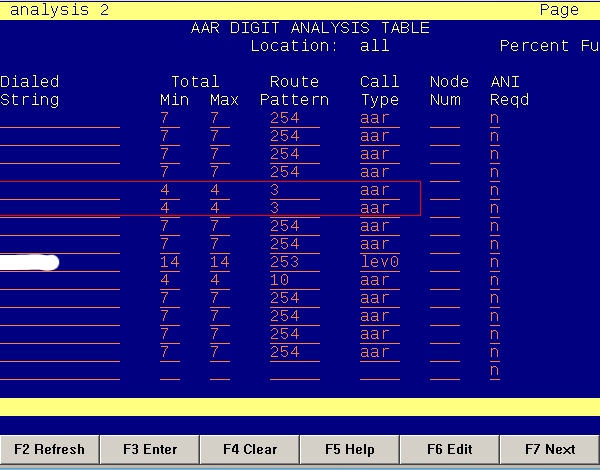 analysis 2 Page
AAR DIGIT ANALYSIS TABLE
Location: all Percent Fu
Dialed Total Route Call Node ANI
String Min Max Pattern Type Num Reqd
7 7 254 aar n
7 7 254 aar n
7 7 254 aar n
7 7 254 aar n
4 4 3 aar n
4 4 3 aar n
7 7 254 aar n
7 7 254 aar n
14 14 253 lev0 n
4 4 10 aar n
7 7 254 aar n
7 7 254 aar n
7 7 254 aar n
7 7 254 aar n
n
F2 Refresh F3 Enter F4 Clear F5 Help F6 Edit F7 Next